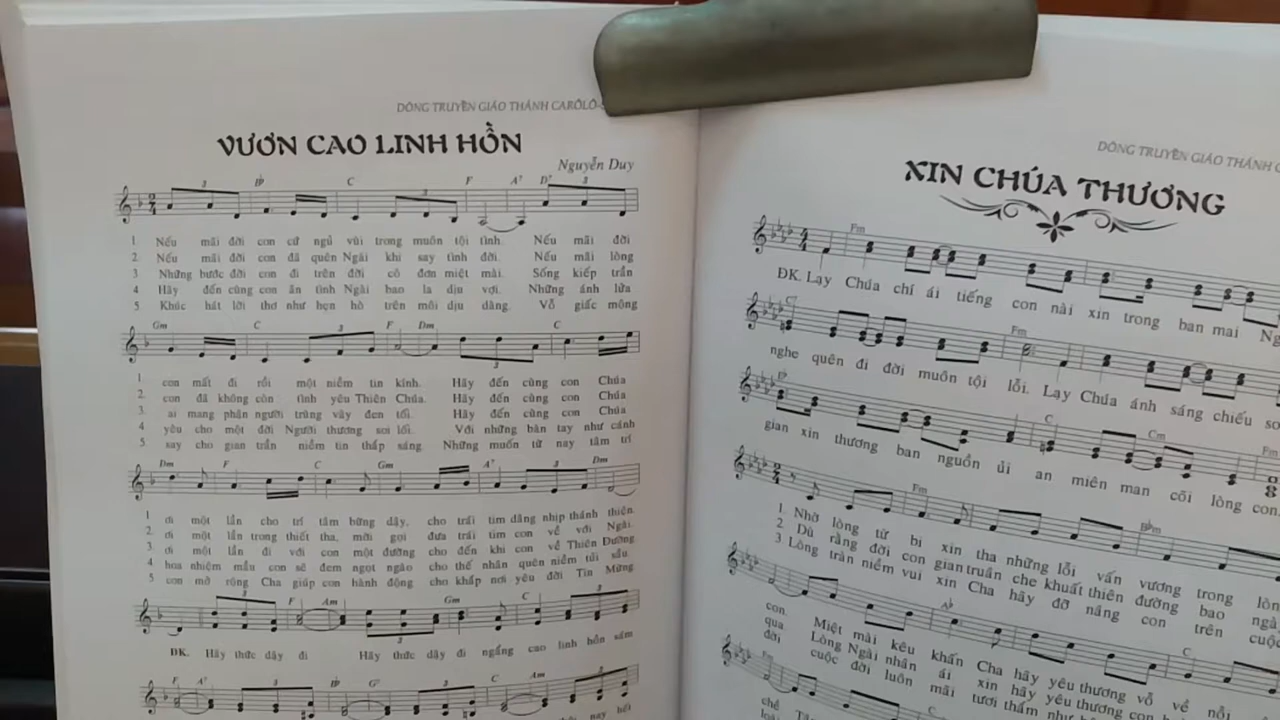 DÒNG TRUYỀN GIÁO THÁNH CARÔLÔ
VƯƠN CAO LINH HỒN
Nguyễn Duy
1 Nếu mãi đời con cứ ngủ vùi trong muôn tội tình. Nếu mãi đời
2. Nếu mãi đời con đã quên Ngài khi say tình đời. Nếu mãi lòng
3. Những bước đời con đi trên đời cô đơn miệt mài. Sống kiếp trần
4 Hãy đến cùng con ân tình Ngài bao la dịu vợi. Những ánh lửa
5 Khúc hát lời thơ như hẹn hò trên môi dịu dàng. Vỗ giấc mộng
1. con mất đi rồi một niềm tin kính. Hãy đến cùng con Chúa
2. con đã không còn tình yêu Thiên Chúa. Hãy đến cùng con Chúa
3. ai mang phận người trũng vây đen tối. Hãy đến cùng con Chúa
4. yêu cho một đời Người thương soi lối. Với những bàn tay như cánh
5. say cho gian trần niềm tin thắp sáng. Những muốn từ nay tâm trí
1 đi một lần cho trí tâm bừng dậy, cho trái tim dâng nhịp thánh thiện.
2. đi một lần trong thiết tha, mời gọi đưa trái tim con về với Ngài.
3. đi một lần đi với con một đường cho đến khi con về Thiên Đường
4 hoa nhiệm mầu con sẽ đem ngọt ngào cho thế nhân quên niềm tủi sầu.
5 con mở rộng Cha giúp con hành động cho khắp nơi yêu đời Tin Mừng
ĐK. Hãy thức dậy đi Hãy thức dậy đi ngẩng cao linh hồn sấm
nay hết
DÒNG TRUYỀN GIÁO THÁNH
XIN CHÚA THƯƠNG
ĐK. Lạy Chúa chí ái tiếng con nài xin trong ban mai
nghe quên đi đời muôn tội lỗi. Lạy Chúa ánh sáng chiếu
gian xin thương ban nguồn ủi an miên man cõi lòng con.
1. Nhờ lòng từ bi xin tha những lỗi vấn vương trong
2 Dù rằng đời con gian truân che khuất thiên đường bao
3 Lòng tràn niềm vui xin Cha hãy đỡ nâng con trên cuộc
con. Miệt mài kêu khấn Cha hãy yêu thương vỗ về nỗi
qua Lòng Ngài nhân ái xin hãy yêu thương
đời cuộc đời luôn mãi tươi thắm như
chế